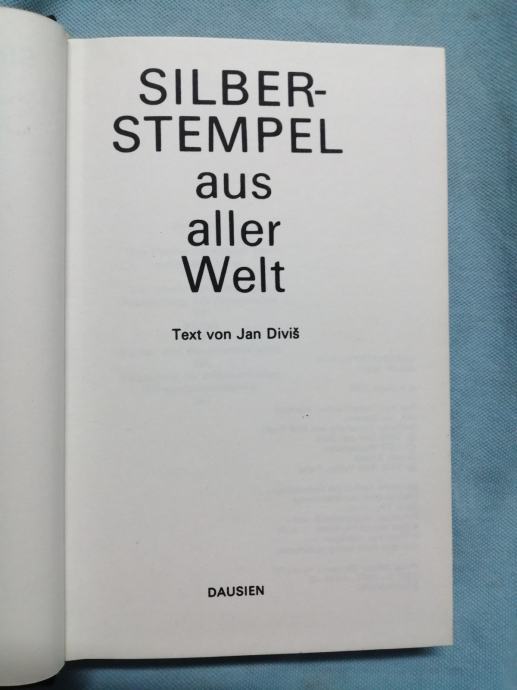 SILBER-
STEMPEL
aus
aller
Welt
Text von Jan Diviš
DAUSIEN